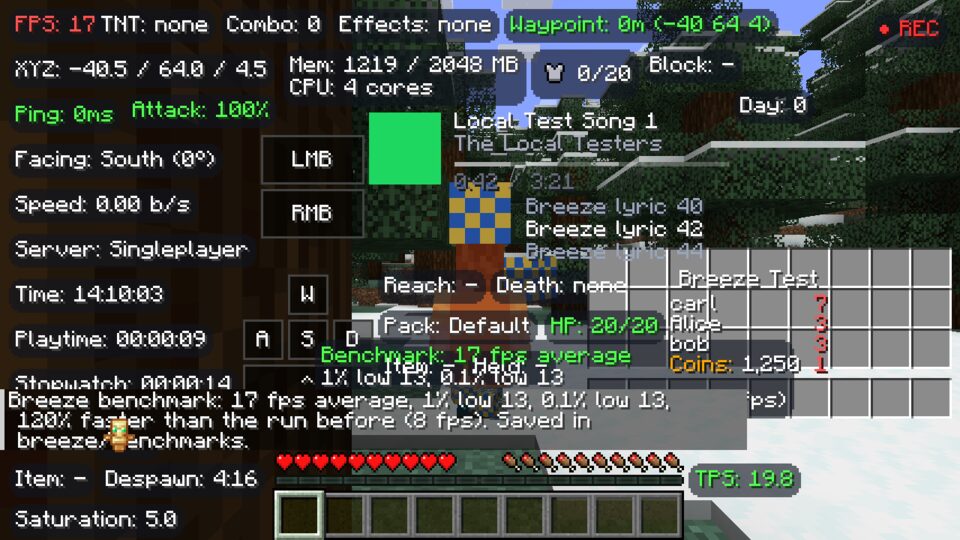 FPS: 17 TNT: none Combo: 0 Effects: none Waypoint: 0m (-40 64 4) ● REC
XYZ: -40.5 / 64.0 / 4.5
Mem: 1219 / 2048 MB
CPU: 4 cores
0/20
Block: -
Day: 0
Ping: 0ms
Attack: 100%
Local Test Song 1
The Local Testers
0:42 / 3:21
Facing: South (0°)
LMB
Speed: 0.00 b/s
RMB
Breeze lyric 40
Breeze lyric 42
Breeze lyric 44
Server: Singleplayer
Reach: - Death: none
Breeze Test
carl 7
Alice 3
bob 3
Coins: 1,250 1
Time: 14:10:03
W
Pack: Default HP: 20/20
Playtime: 00:00:09
A S D
Benchmark: 17 fps average
1% low 13, 0.1% low 13
Item: - Held
Stopwatch: 00:00:14
Breeze benchmark: 17 fps average, 1% low 13, 0.1% low 13,
120% faster than the run before (8 fps). Saved in
breeze/benchmarks.
fps)
Item: - Despawn: 4:16
TPS: 19.8
Saturation: 5.0